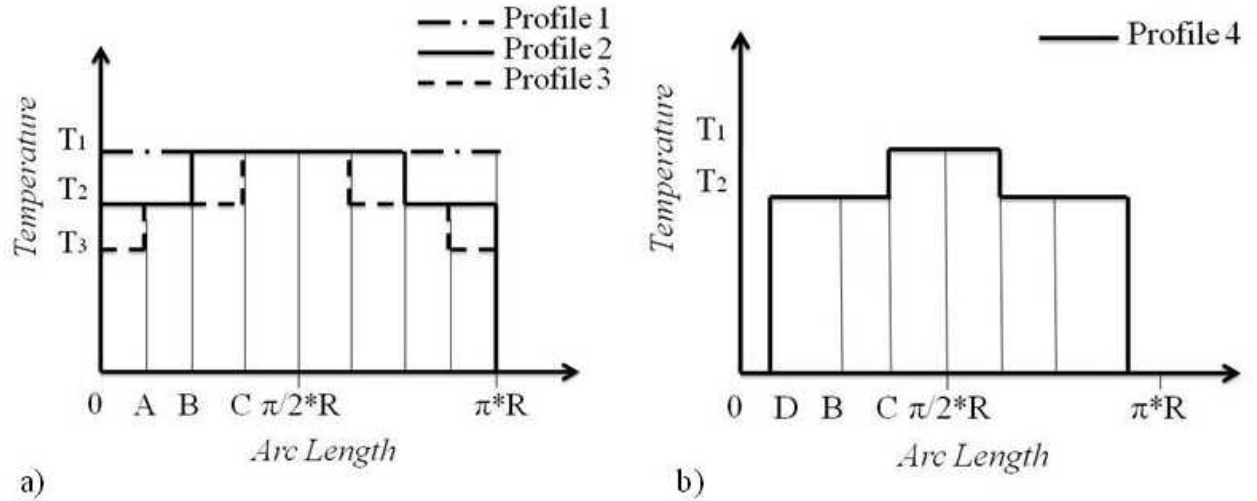 Profile 1
Profile 2
Profile 3
Temperature
T1
T2
T3
0 A B C π/2*R π*R
Arc Length
a)
Profile 4
Temperature
T1
T2
0 D B C π/2*R π*R
Arc Length
b)